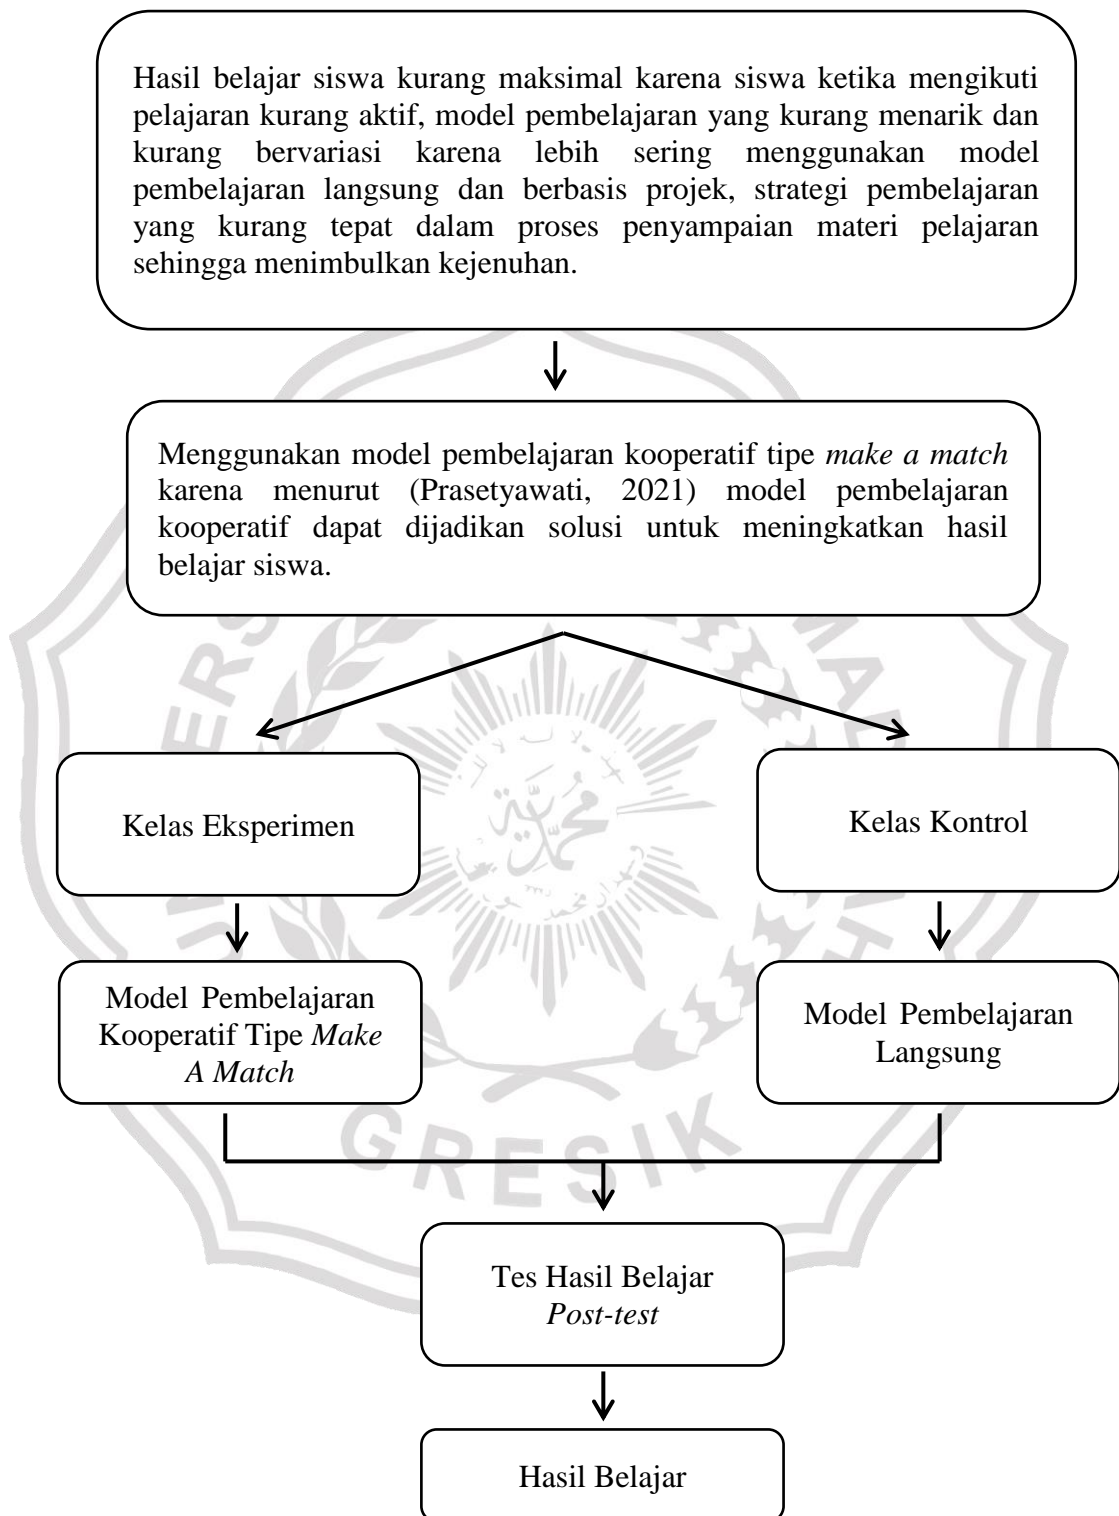 Hasil belajar siswa kurang maksimal karena siswa ketika mengikuti
pelajaran kurang aktif, model pembelajaran yang kurang menarik dan
kurang bervariasi karena lebih sering menggunakan model
pembelajaran langsung dan berbasis projek, strategi pembelajaran
yang kurang tepat dalam proses penyampaian materi pelajaran
sehingga menimbulkan kejenuhan.
Menggunakan model pembelajaran kooperatif tipe make a match
karena menurut (Prasetyawati, 2021) model pembelajaran
kooperatif dapat dijadikan solusi untuk meningkatkan hasil
belajar siswa.
Kelas Eksperimen
Kelas Kontrol
Model Pembelajaran
Kooperatif Tipe Make
A Match
Model Pembelajaran
Langsung
GRESIK
Tes Hasil Belajar
Post-test
Hasil Belajar